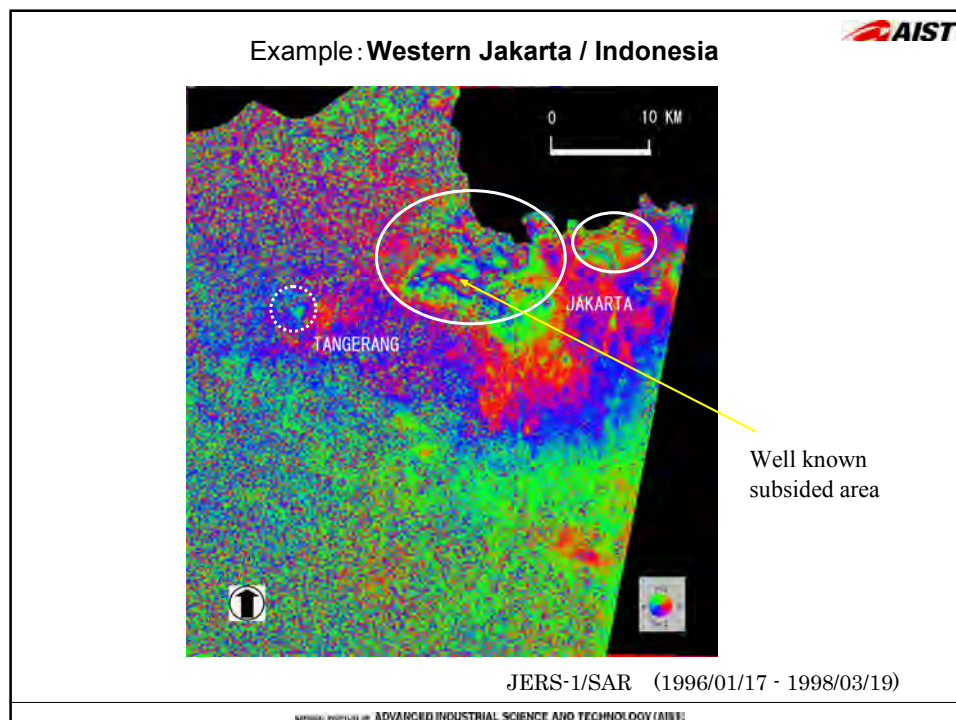 AIST
Example:Western Jakarta / Indonesia
0 10 KM
JAKARTA
TANGERANG
Well known
subsided area
JERS-1/SAR (1996/01/17 - 1998/03/19)
ADVANCED INDUSTRIAL SCIENCE AND TECHNOLOGY (AIST)